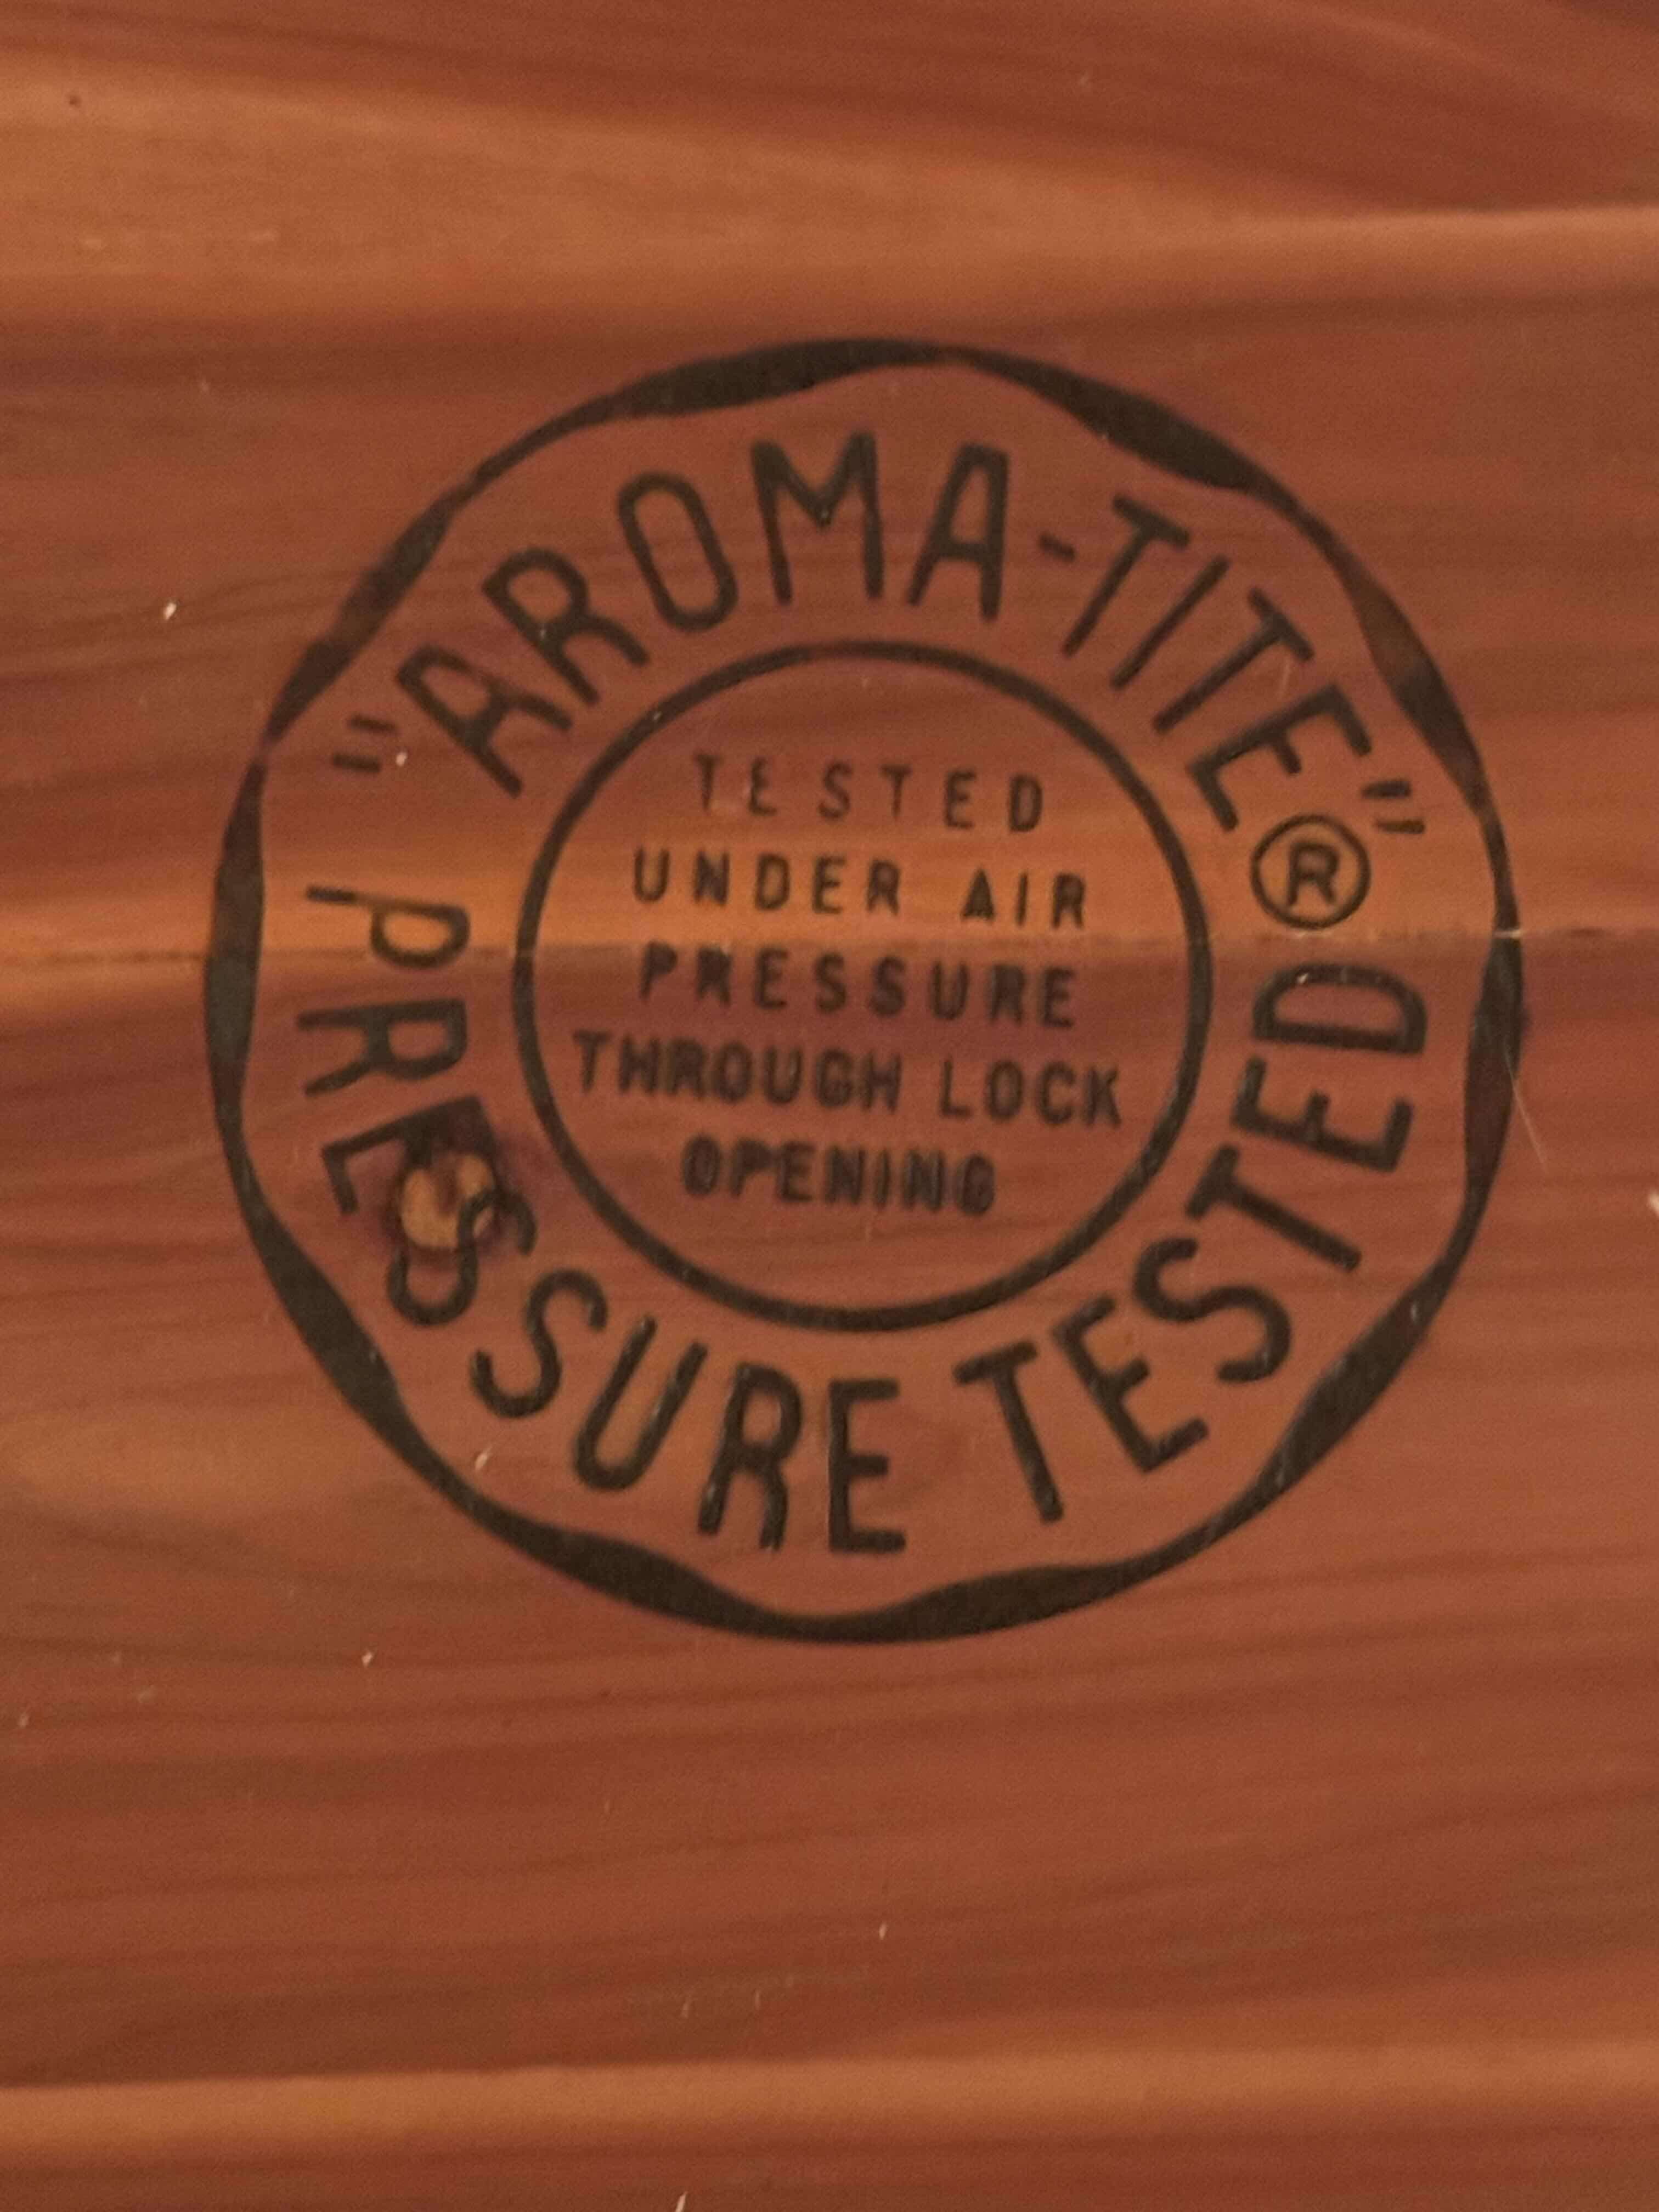 "AROMA-TITE"®
PRESSURE TESTED
TESTED
UNDER AIR
PRESSURE
THROUGH LOCK
OPENING